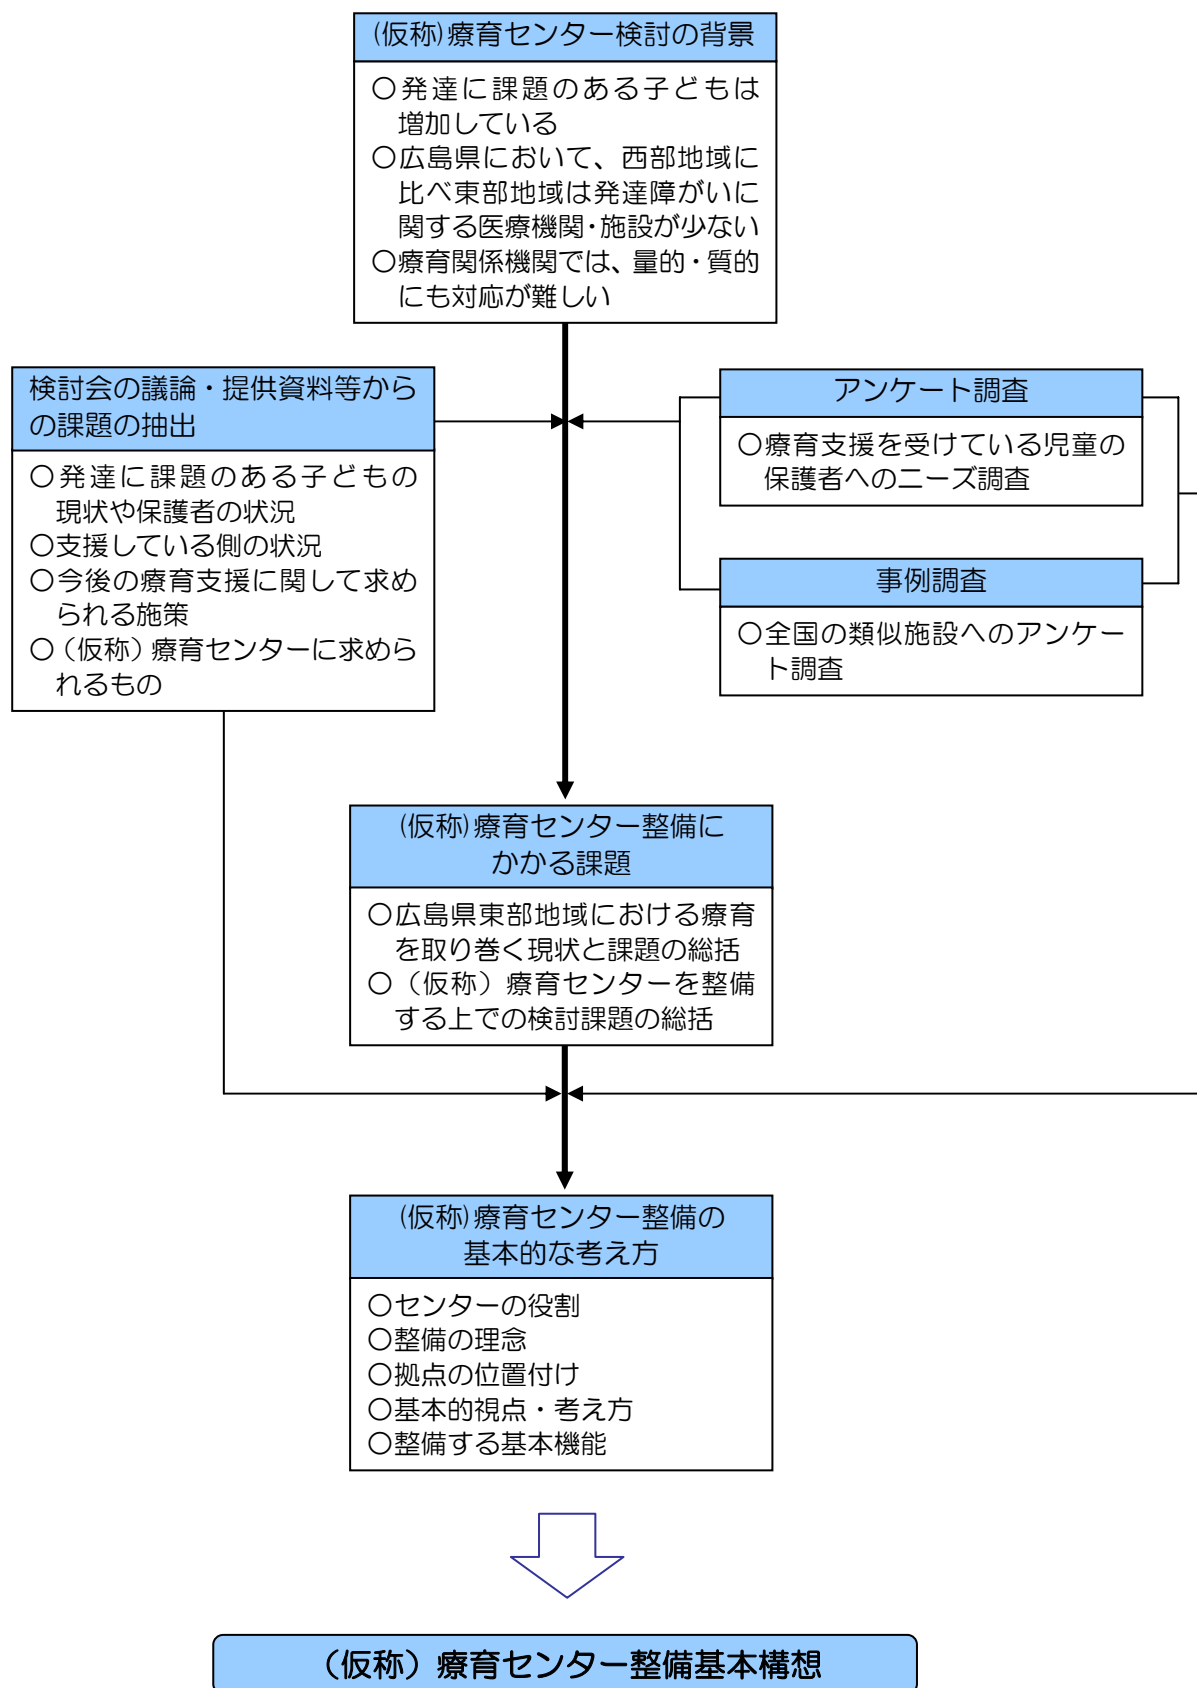 (仮称)療育センター検討の背景
○発達に課題のある子どもは
増加している
○広島県において、西部地域に
比べ東部地域は発達障がいに
関する医療機関・施設が少ない
○療育関係機関では、量的・質的
にも対応が難しい
検討会の議論・提供資料等から
の課題の抽出
○発達に課題のある子どもの
現状や保護者の状況
○支援している側の状況
○今後の療育支援に関して求め
られる施策
○（仮称）療育センターに求めら
れるもの
アンケート調査
○療育支援を受けている児童の
保護者へのニーズ調査
事例調査
○全国の類似施設へのアンケー
ト調査
(仮称)療育センター整備に
かかる課題
○広島県東部地域における療育
を取り巻く現状と課題の総括
○（仮称）療育センターを整備
する上での検討課題の総括
(仮称)療育センター整備の
基本的な考え方
○センターの役割
○整備の理念
○拠点の位置付け
○基本的視点・考え方
○整備する基本機能
（仮称）療育センター整備基本構想